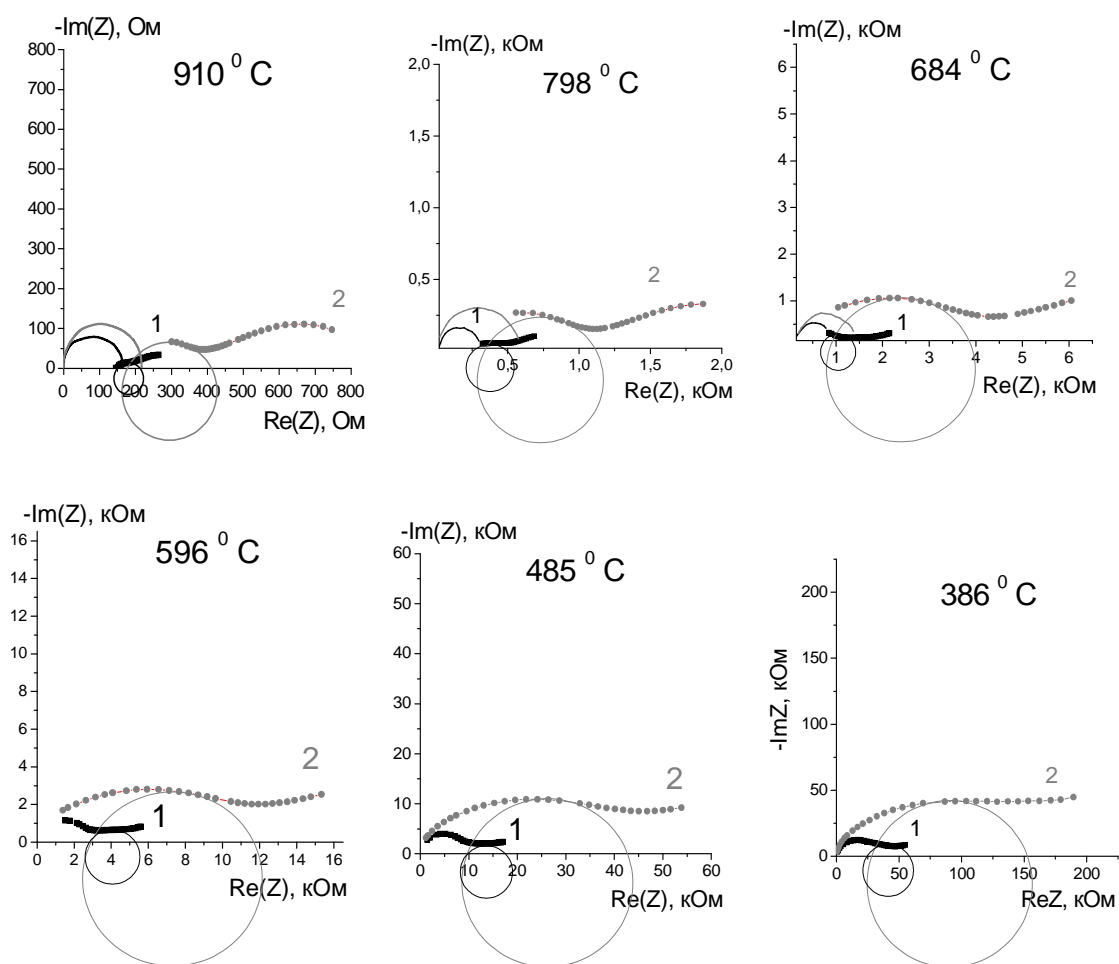 -Im(Z), Ом
910 ⁰ C
800
700
600
500
400
300
200
100
0
1
2
0 100 200 300 400 500 600 700 800
Re(Z), Ом
-Im(Z), кОм
798 ⁰ C
2,0
1,5
1,0
0,5
1
2
0,5 1,0 1,5 2,0
Re(Z), кОм
-Im(Z), кОм
684 ⁰ C
6
5
4
3
2
1
1
2
1 2 3 4 5 6
Re(Z), кОм
-Im(Z), кОм
596 ⁰ C
16
14
12
10
8
6
4
2
0
1
2
0 2 4 6 8 10 12 14 16
Re(Z), кОм
-Im(Z), кОм
485 ⁰ C
60
50
40
30
20
10
0
1
2
0 10 20 30 40 50 60
Re(Z), кОм
-ImZ, кОм
386 ⁰ C
200
150
100
50
0
1
2
0 50 100 150 200
ReZ, кОм